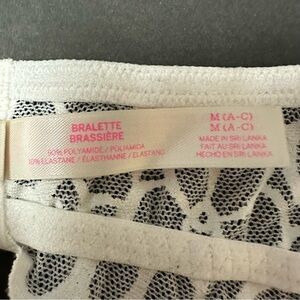 BRALETTE
BRASSIÈRE
90% POLYAMIDE / POLIAMIDA
10% ELASTANE / ÉLASTHANNE / ELASTANO
M (A-C)
M (A-C)
MADE IN SRI LANKA
FAIT AU SRI LANKA
HECHO EN SRI LANKA